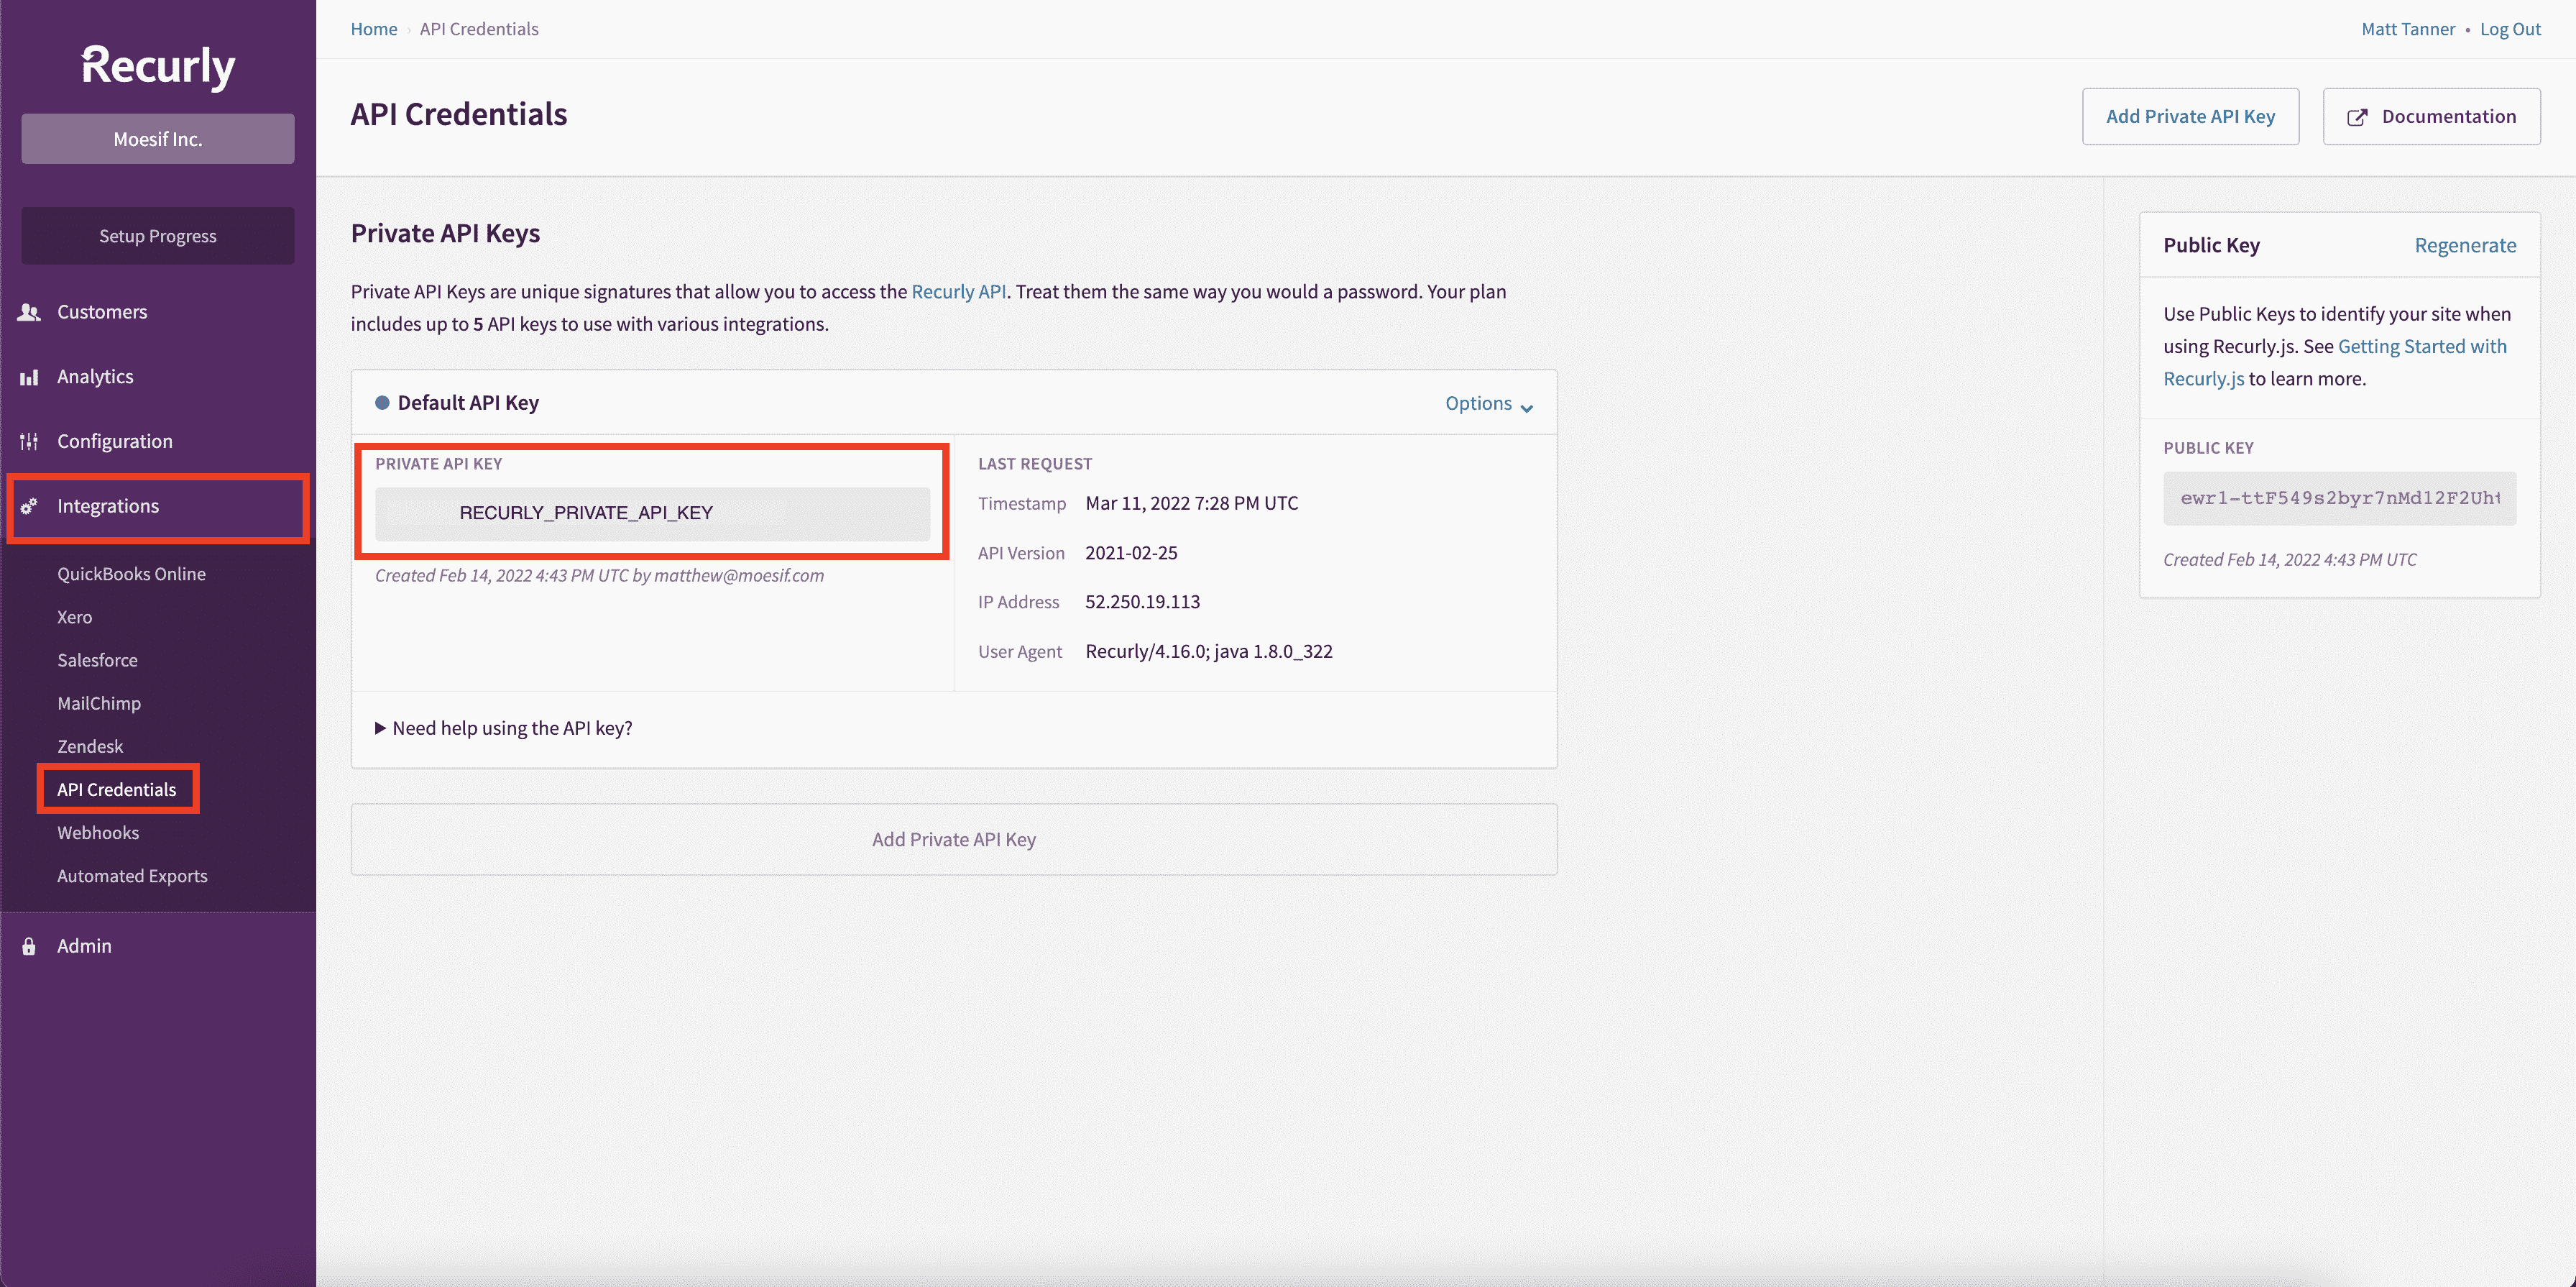 Recurly
Moesif Inc.
Setup Progress
Customers
Analytics
Configuration
Integrations
QuickBooks Online
Xero
Salesforce
MailChimp
Zendesk
API Credentials
Webhooks
Automated Exports
Admin
Home › API Credentials
Matt Tanner • Log Out
API Credentials
Add Private API Key
Documentation
Private API Keys
Private API Keys are unique signatures that allow you to access the Recurly API. Treat them the same way you would a password. Your plan
includes up to 5 API keys to use with various integrations.
Default API Key
Options
PRIVATE API KEY
RECURLY_PRIVATE_API_KEY
Created Feb 14, 2022 4:43 PM UTC by matthew@moesif.com
LAST REQUEST
Timestamp Mar 11, 2022 7:28 PM UTC
API Version 2021-02-25
IP Address 52.250.19.113
User Agent Recurly/4.16.0; java 1.8.0_322
Need help using the API key?
Add Private API Key
Public Key
Regenerate
Use Public Keys to identify your site when
using Recurly.js. See Getting Started with
Recurly.js to learn more.
PUBLIC KEY
Created Feb 14, 2022 4:43 PM UTC